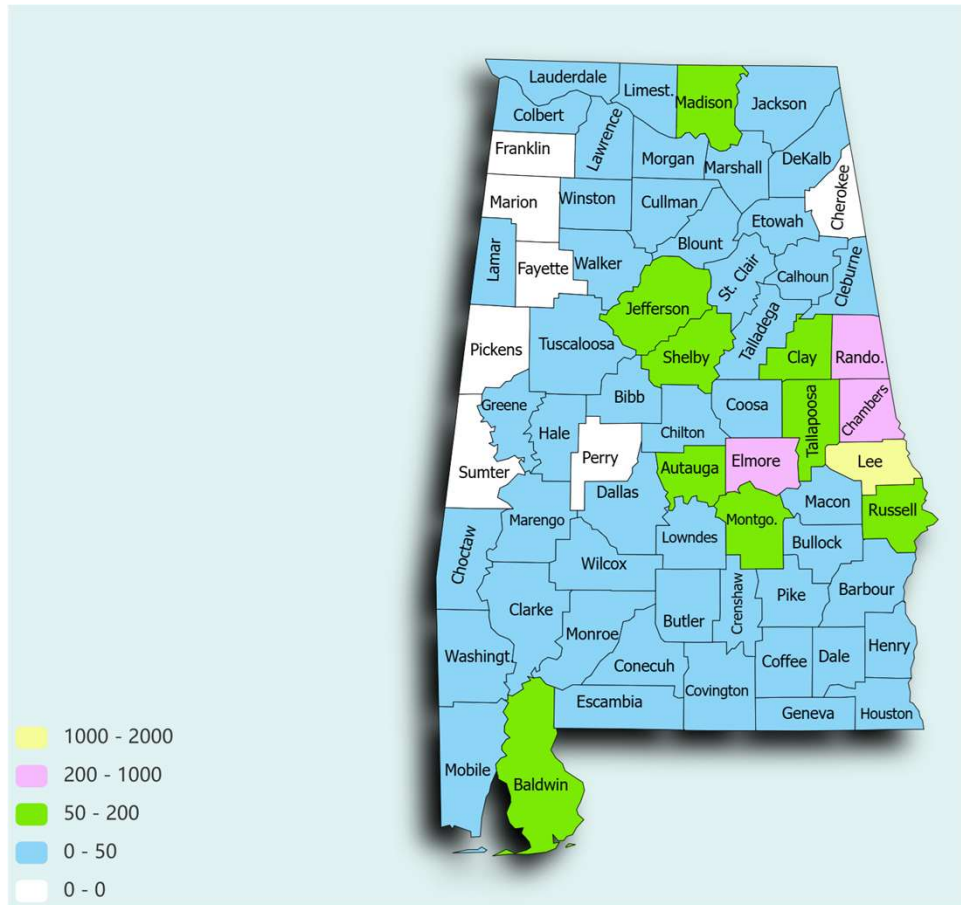 Lauderdale
Limest.
Madison
Jackson
Colbert
Lawrence
Franklin
Morgan
Marshall
DeKalb
Marion
Winston
Cullman
Cherokee
Etowah
Blount
Lamar
Fayette
Walker
St. Clair
Calhoun
Cleburne
Jefferson
Talladega
Pickens
Tuscaloosa
Shelby
Clay
Rando.
Bibb
Greene
Coosa
Tallapoosa
Chambers
Hale
Chilton
Sumter
Perry
Autauga
Elmore
Lee
Dallas
Macon
Russell
Marengo
Montgo.
Choctaw
Lowndes
Bullock
Wilcox
Clarke
Butler
Crenshaw
Pike
Barbour
Monroe
Washingt.
Conecuh
Coffee
Dale
Henry
Escambia
Covington
Geneva
Houston
Mobile
Baldwin
1000 - 2000
200 - 1000
50 - 200
0 - 50
0 - 0